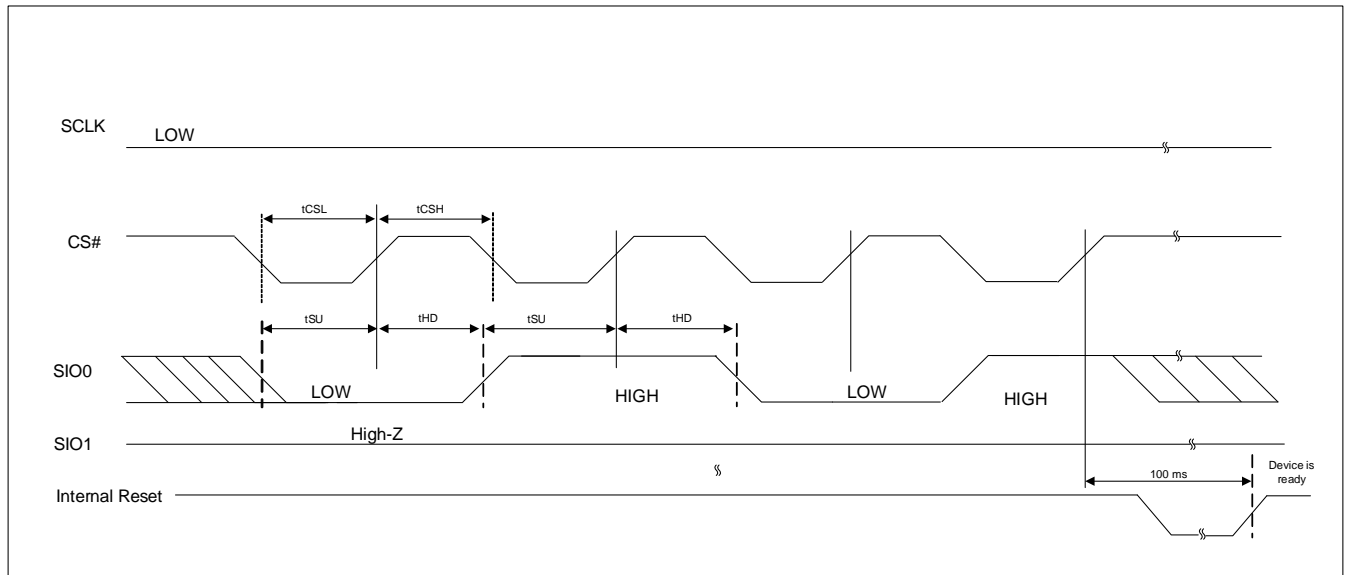 SCLK
LOW
tCSL
tCSH
CS#
tSU
tHD
tSU
tHD
SIO0
LOW
HIGH
LOW
HIGH
High-Z
SIO1
100 ms
Device is
ready
Internal Reset